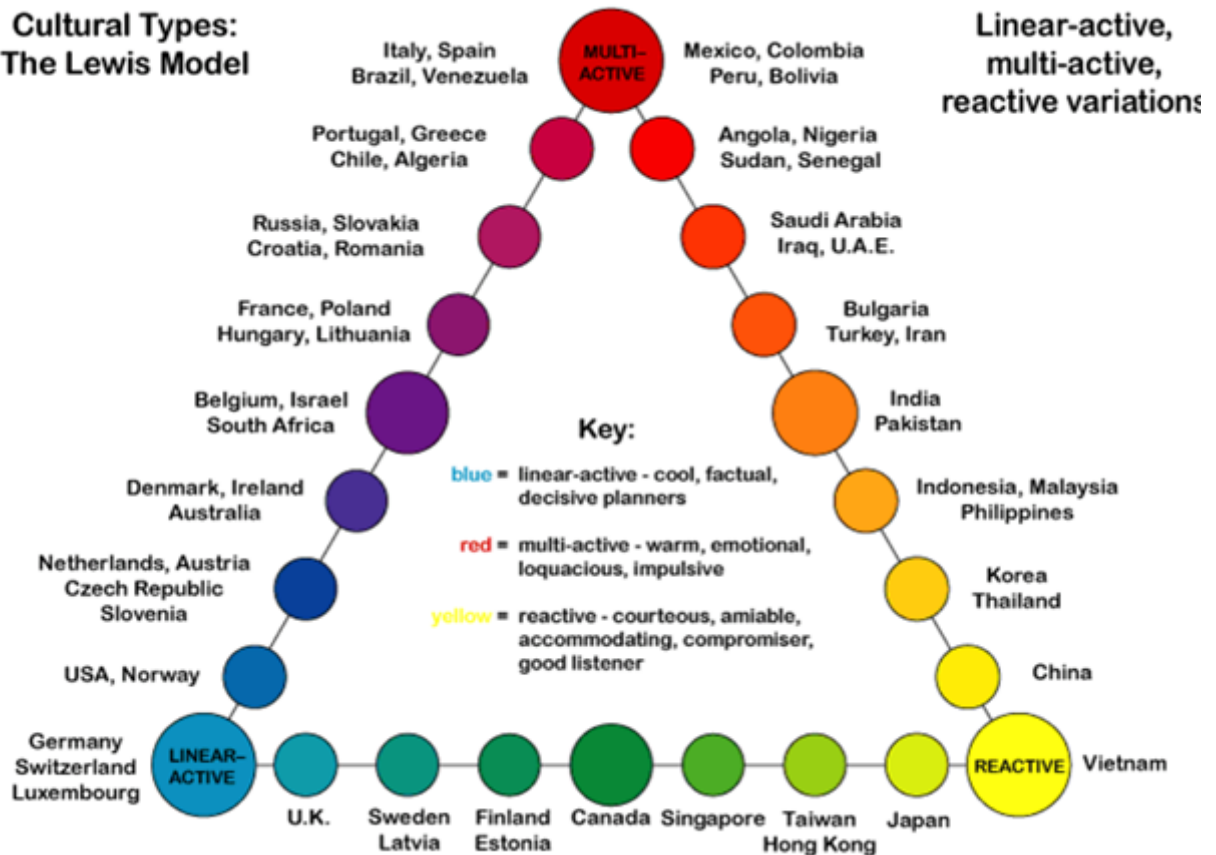 Cultural Types:
The Lewis Model
Linear-active,
multi-active,
reactive variations
Italy, Spain
Brazil, Venezuela
MULTI-
ACTIVE
Mexico, Colombia
Peru, Bolivia
Portugal, Greece
Chile, Algeria
Angola, Nigeria
Sudan, Senegal
Russia, Slovakia
Croatia, Romania
Saudi Arabia
Iraq, U.A.E.
France, Poland
Hungary, Lithuania
Bulgaria
Turkey, Iran
Belgium, Israel
South Africa
India
Pakistan
Key:
blue = linear-active - cool, factual,
decisive planners
red = multi-active - warm, emotional,
loquacious, impulsive
yellow = reactive - courteous, amiable,
accommodating, compromiser,
good listener
Denmark, Ireland
Australia
Indonesia, Malaysia
Philippines
Netherlands, Austria
Czech Republic
Slovenia
Korea
Thailand
USA, Norway
China
Germany
Switzerland
Luxembourg
LINEAR-
ACTIVE
REACTIVE
Vietnam
U.K.
Sweden
Latvia
Finland
Estonia
Canada
Singapore
Taiwan
Hong Kong
Japan